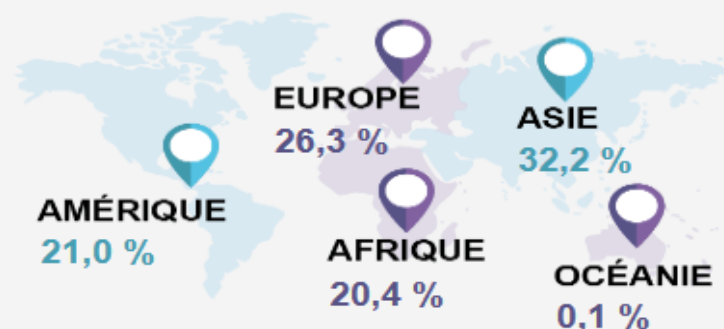 EUROPE
26,3 %
ASIE
32,2 %
AMÉRIQUE
21,0 %
AFRIQUE
20,4 %
OCÉANIE
0,1 %